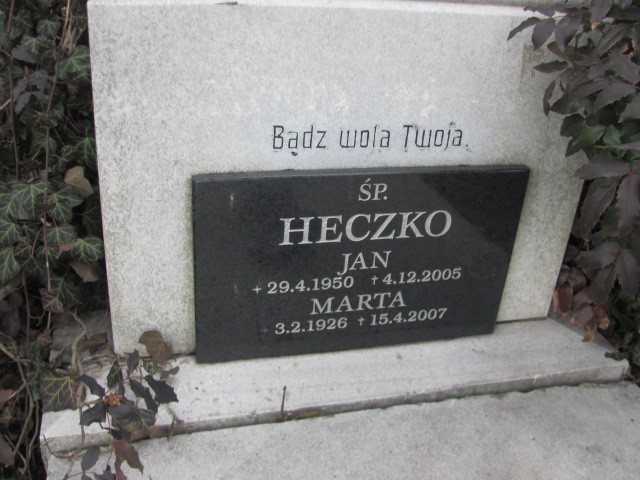 Bądz wola Twoja.
ŚP.
HECZKO
JAN
+ 29.4.1950 † 4.12.2005
MARTA
+ 3.2.1926 † 15.4.2007